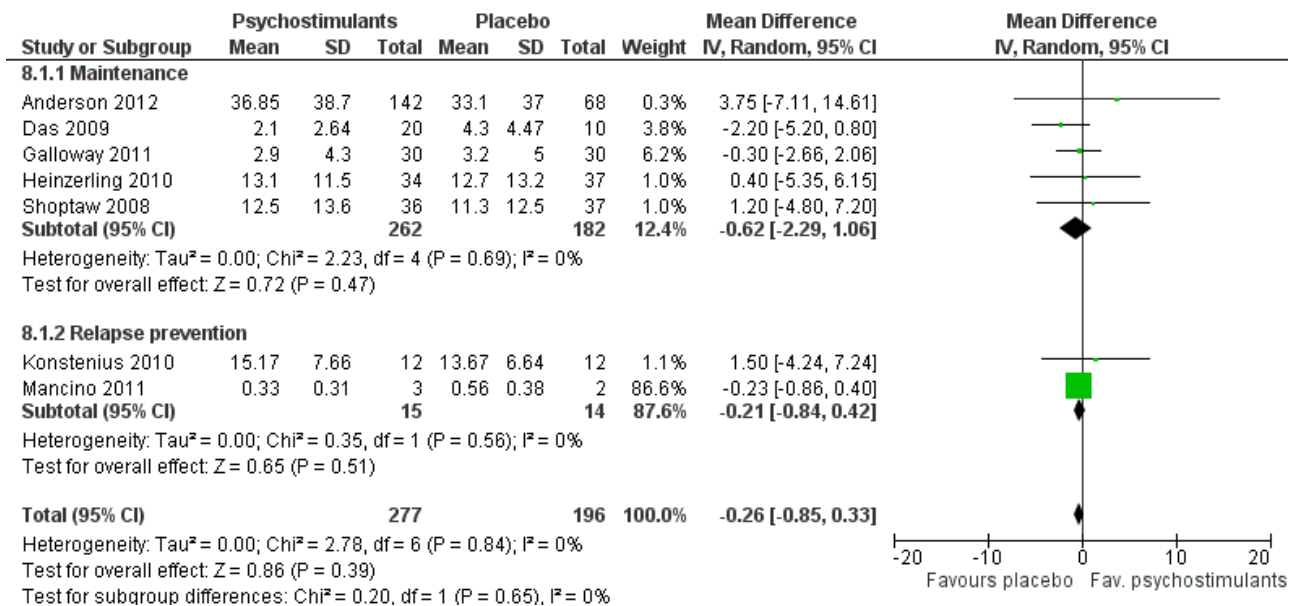 Psychostimulants Placebo Mean Difference Mean Difference
Study or Subgroup Mean SD Total Mean SD Total Weight IV, Random, 95% CI IV, Random, 95% CI
8.1.1 Maintenance
Anderson 2012 36.85 38.7 142 33.1 37 68 0.3% 3.75 [-7.11, 14.61]
Das 2009 2.1 2.64 20 4.3 4.47 10 3.8% -2.20 [-5.20, 0.80]
Galloway 2011 2.9 4.3 30 3.2 5 30 6.2% -0.30 [-2.66, 2.06]
Heinzerling 2010 13.1 11.5 34 12.7 13.2 37 1.0% 0.40 [-5.35, 6.15]
Shoptaw 2008 12.5 13.6 36 11.3 12.5 37 1.0% 1.20 [-4.80, 7.20]
Subtotal (95% CI) 262 182 12.4% -0.62 [-2.29, 1.06]
Heterogeneity: Tau² = 0.00; Chi² = 2.23, df = 4 (P = 0.69); I² = 0%
Test for overall effect: Z = 0.72 (P = 0.47)
8.1.2 Relapse prevention
Konstenius 2010 15.17 7.66 12 13.67 6.64 12 1.1% 1.50 [-4.24, 7.24]
Mancino 2011 0.33 0.31 3 0.56 0.38 2 86.6% -0.23 [-0.86, 0.40]
Subtotal (95% CI) 15 14 87.6% -0.21 [-0.84, 0.42]
Heterogeneity: Tau² = 0.00; Chi² = 0.35, df = 1 (P = 0.56); I² = 0%
Test for overall effect: Z = 0.65 (P = 0.51)
Total (95% CI) 277 196 100.0% -0.26 [-0.85, 0.33]
Heterogeneity: Tau² = 0.00; Chi² = 2.78, df = 6 (P = 0.84); I² = 0%
Test for overall effect: Z = 0.86 (P = 0.39)
Test for subgroup differences: Chi² = 0.20, df = 1 (P = 0.65), I² = 0%
-20 -10 0 10 20
Favours placebo Fav. psychostimulants